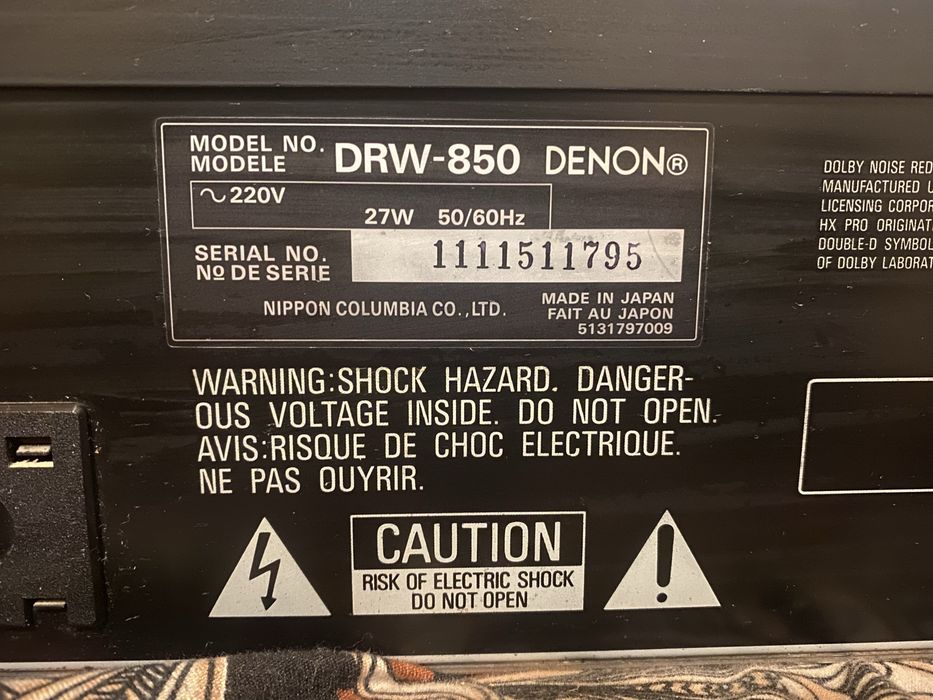 MODEL NO.
MODELE
DRW-850 DENON®
~220V
27W 50/60Hz
SERIAL NO.
Nº DE SERIE
1111511795
NIPPON COLUMBIA CO.,LTD.
MADE IN JAPAN
FAIT AU JAPON
5131797009
WARNING:SHOCK HAZARD. DANGER-
OUS VOLTAGE INSIDE. DO NOT OPEN.
AVIS:RISQUE DE CHOC ELECTRIQUE.
NE PAS OUYRIR.
CAUTION
RISK OF ELECTRIC SHOCK
DO NOT OPEN
DOLBY NOISE RED
MANUFACTURED U
LICENSING CORPOR
HX PRO ORIGINAT
DOUBLE-D SYMBOL
OF DOLBY LABORAT